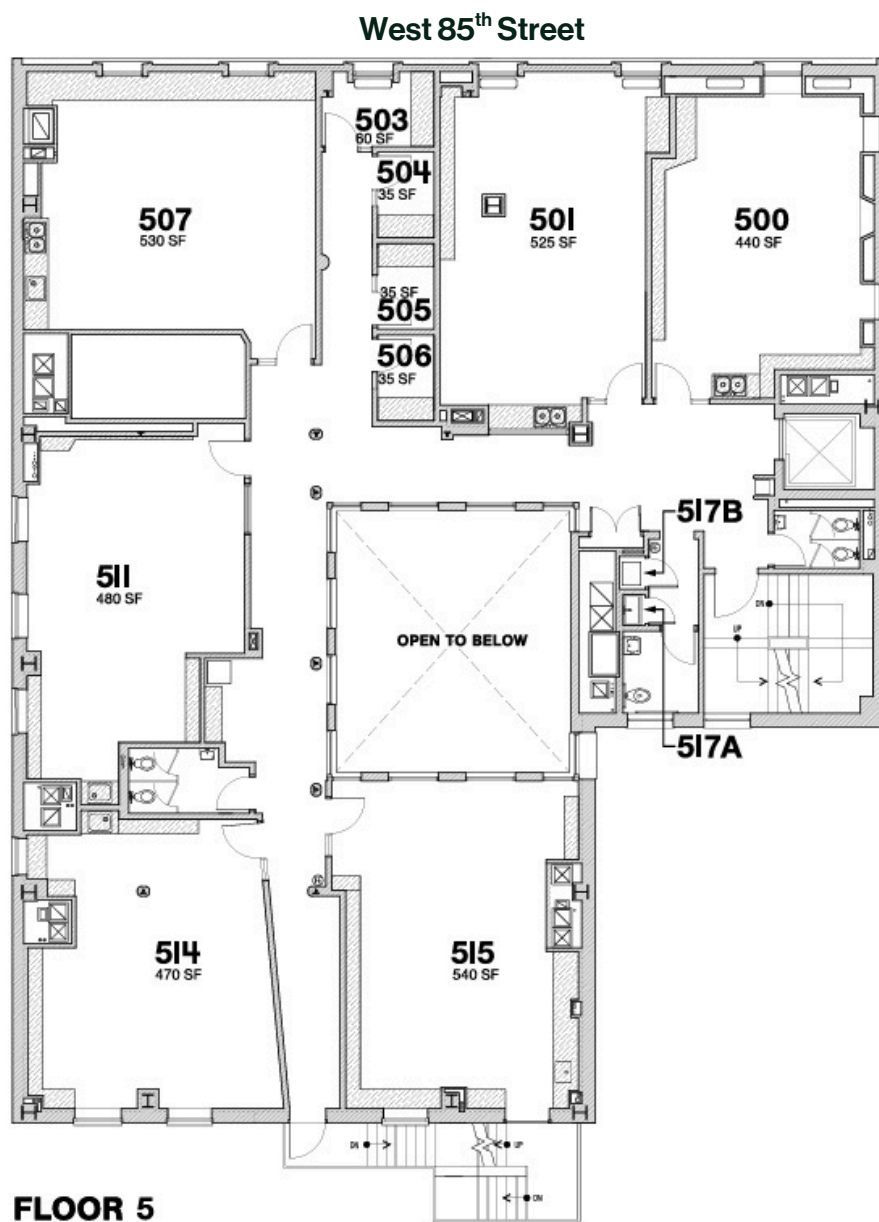 West 85th Street
503
60 SF
504
35 SF
507
530 SF
501
525 SF
500
440 SF
35 SF
505
506
35 SF
517B
511
480 SF
DN
UP
OPEN TO BELOW
517A
514
470 SF
515
540 SF
DN
UP
DN
FLOOR 5